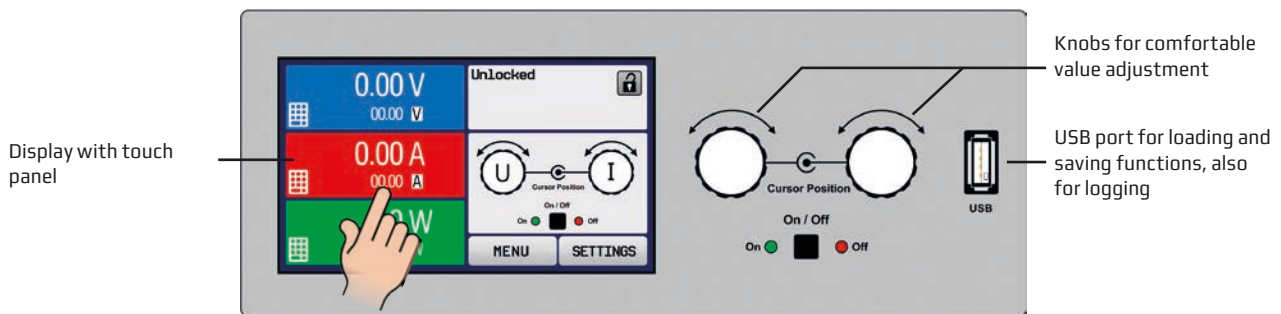 Display with touch
panel
0.00 V
00.00 V
0.00 A
00.00 A
W
Unlocked
U
I
Cursor Position
On / Off
On
Off
MENU
SETTINGS
Cursor Position
On / Off
On
Off
USB
Knobs for comfortable
value adjustment
USB port for loading and
saving functions, also
for logging